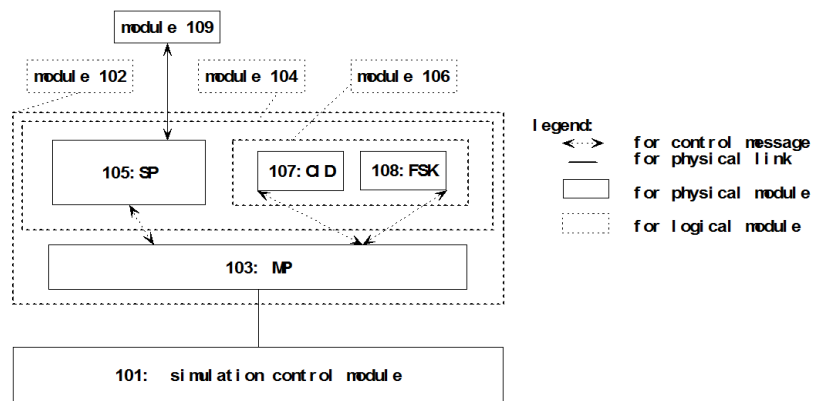 module 109
module 102
module 104
module 106
legend:
for control message
for physical link
105: SP
107: CID
108: FSK
for physical module
for logical module
103: MP
101: simulation control module